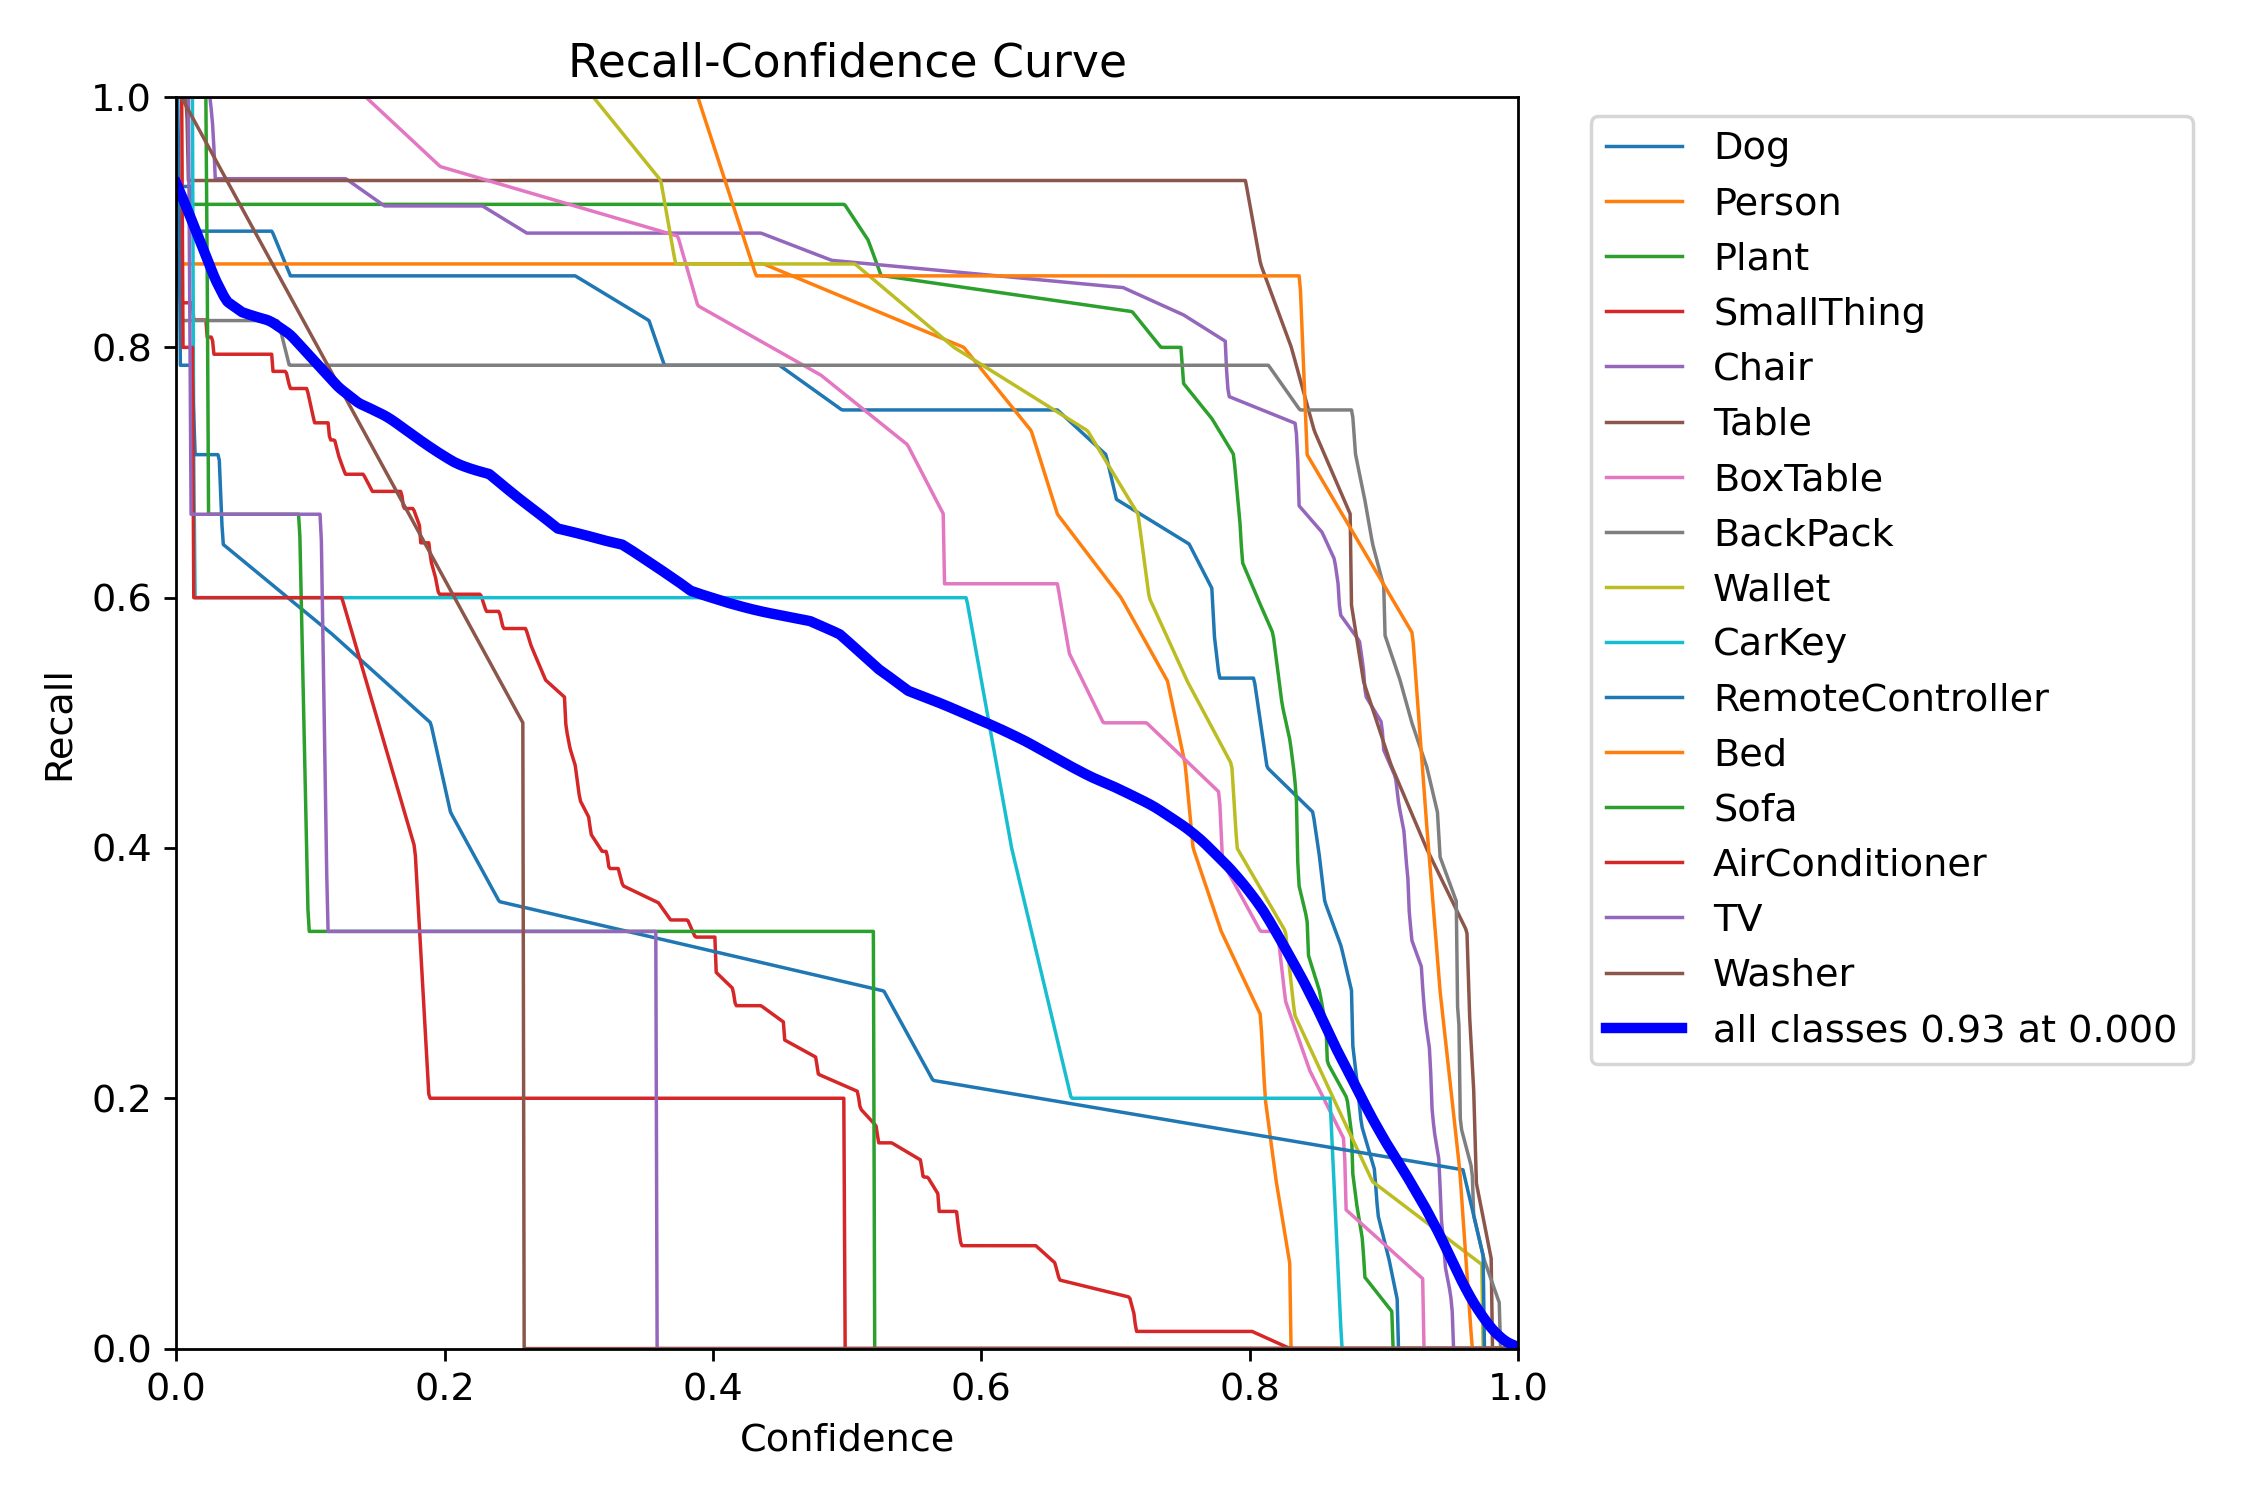 Recall-Confidence Curve
1.0
0.8
0.6
0.4
0.2
0.0
Recall
0.0 0.2 0.4 0.6 0.8 1.0
Confidence
Dog
Person
Plant
SmallThing
Chair
Table
BoxTable
BackPack
Wallet
CarKey
RemoteController
Bed
Sofa
AirConditioner
TV
Washer
all classes 0.93 at 0.000